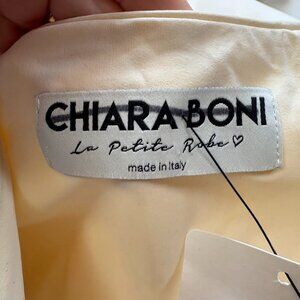 CHIARA BONI
La Petite Robe ♡
made in Italy